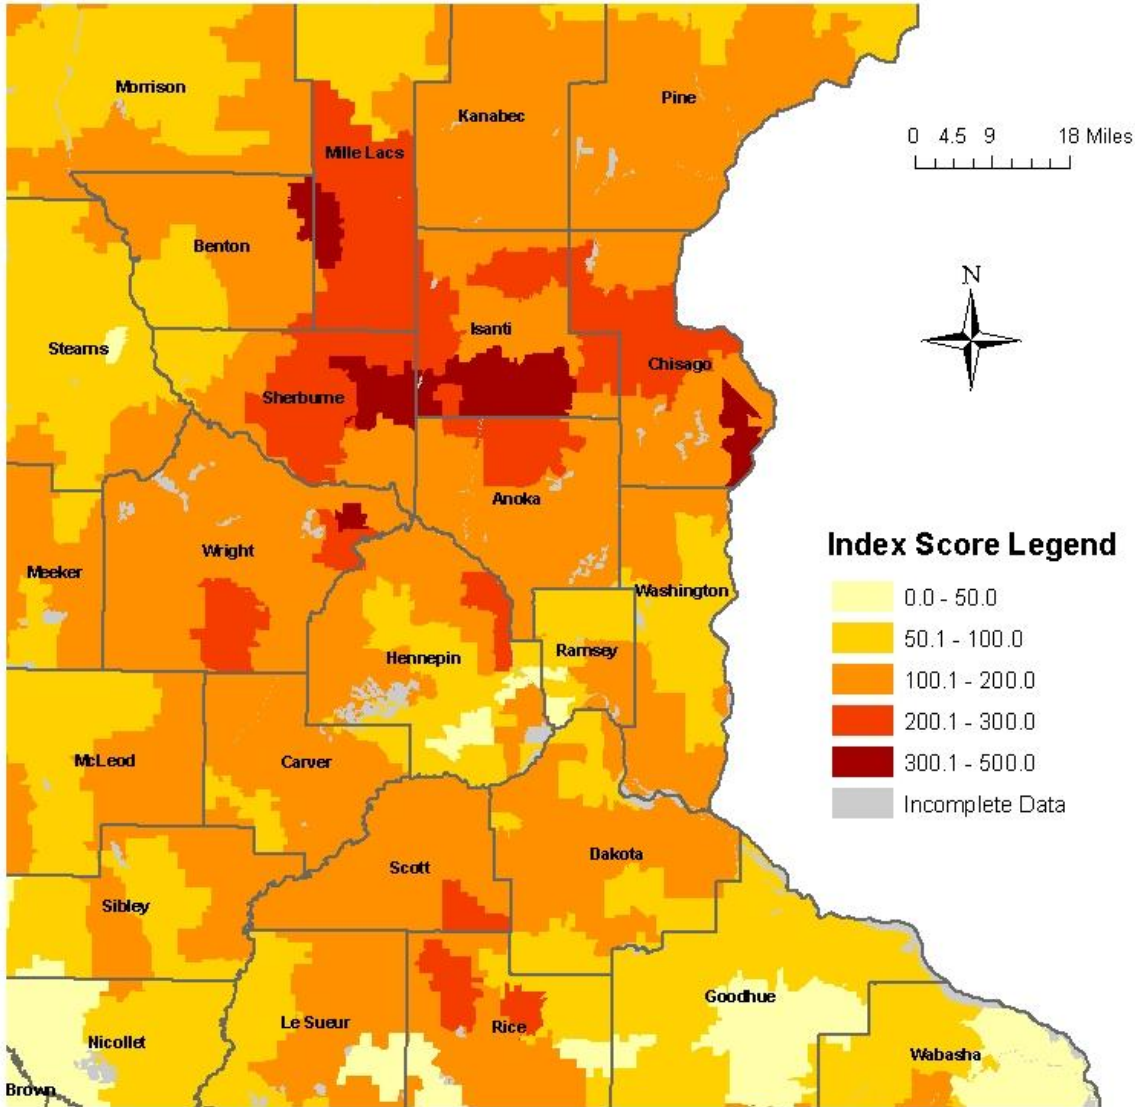 Morrison
Pine
Kanabec
0 4.5 9 18 Miles
Mille Lacs
Benton
N
Isanti
Stearns
Chisago
Sherburne
Anoka
Index Score Legend
Wright
Meeker
Washington
0.0 - 50.0
50.1 - 100.0
Ramsey
Hennepin
100.1 - 200.0
200.1 - 300.0
McLeod
Carver
300.1 - 500.0
Incomplete Data
Dakota
Scott
Sibley
Goodhue
Le Sueur
Rice
Nicollet
Wabasha
Brown